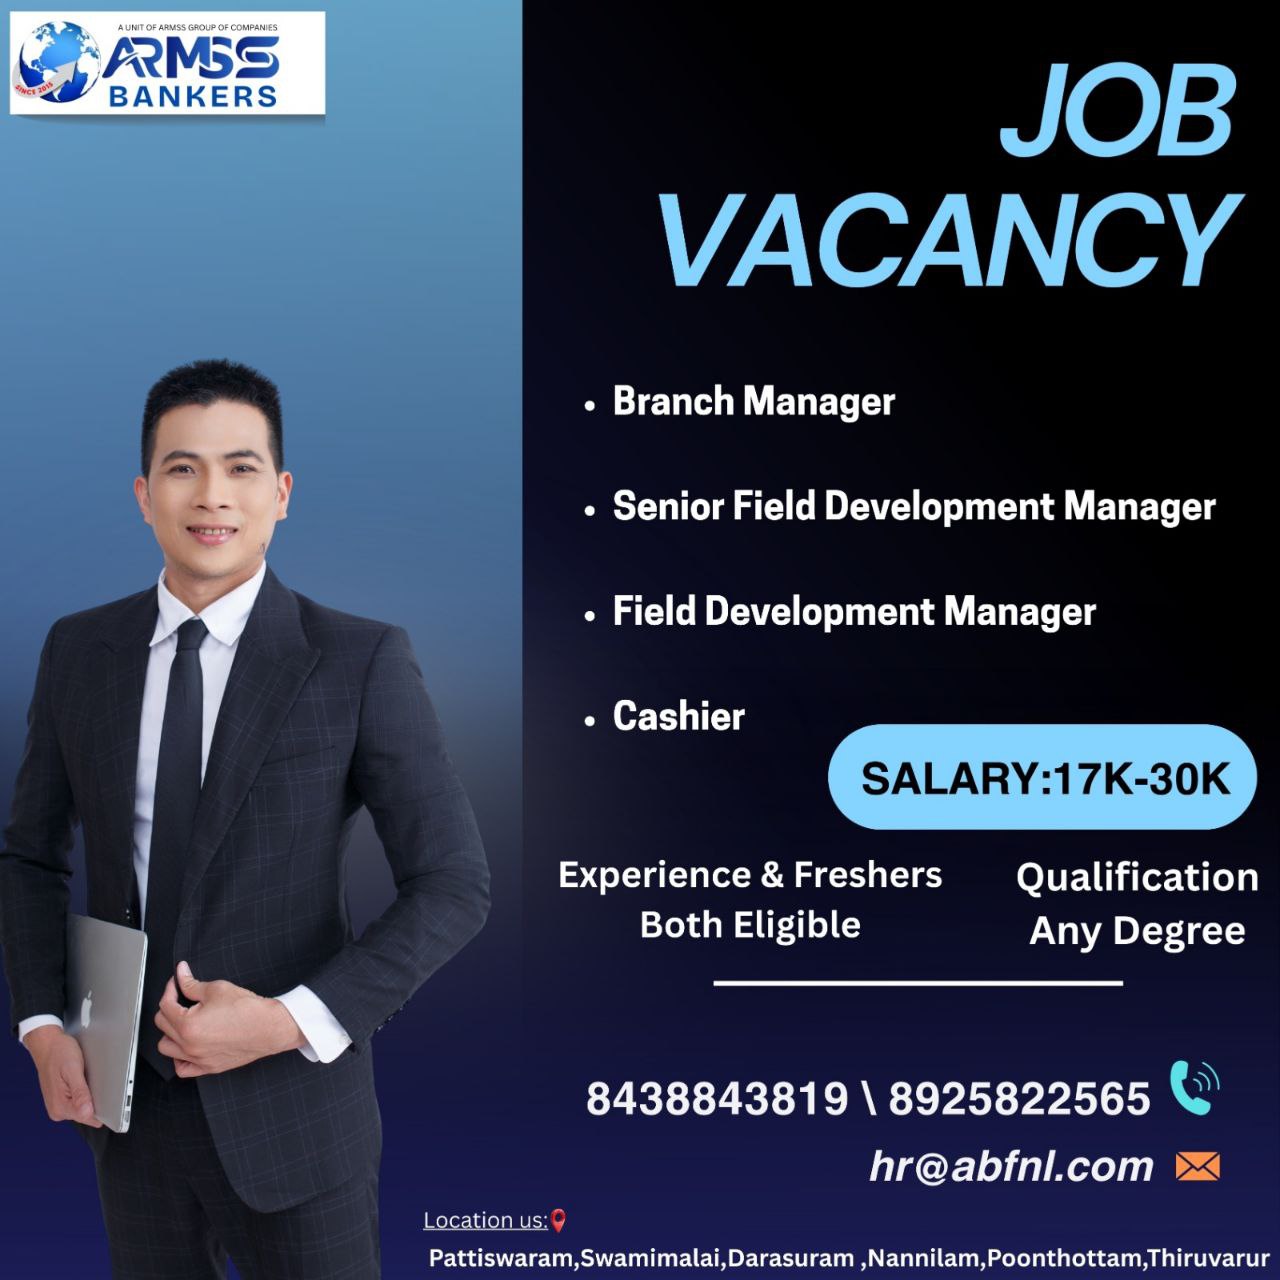 A UNIT OF ARMSS GROUP OF COMPANIES
ARMSS
BANKERS
SINCE 2015
JOB
VACANCY
• Branch Manager
• Senior Field Development Manager
• Field Development Manager
• Cashier
SALARY:17K-30K
Experience & Freshers
Both Eligible
Qualification
Any Degree
8438843819 \ 8925822565
hr@abfnl.com
Location us:
Pattiswaram,Swamimalai,Darasuram ,Nannilam,Poonthottam,Thiruvarur